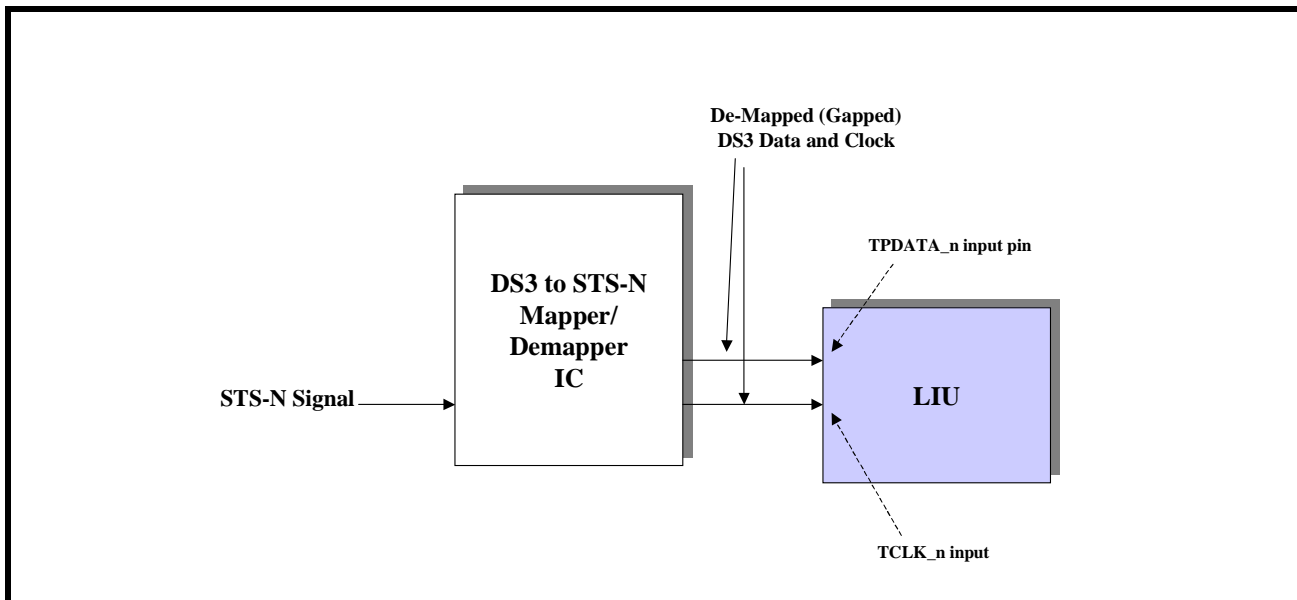 De-Mapped (Gapped)
DS3 Data and Clock
TPDATA_n input pin
DS3 to STS-N
Mapper/
Demapper
IC
STS-N Signal
LIU
TCLK_n input